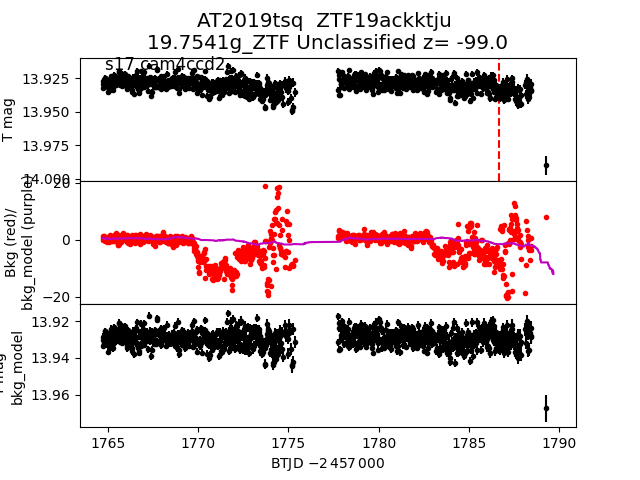 AT2019tsq ZTF19ackktju
19.7541g_ZTF Unclassified z= -99.0
s17 cam4ccd2
T mag
13.925
13.950
13.975
14.000
Bkg (red)/
bkg_model (purple)
20
0
−20
bkg_model
13.92
13.94
13.96
1765 1770 1775 1780 1785 1790
BTJD −2 457 000